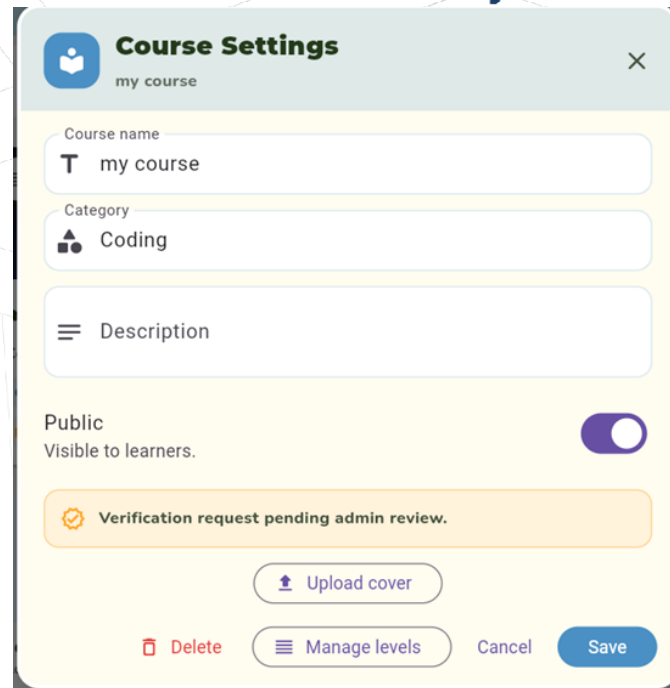 Course Settings
my course
Course name
my course
Category
Coding
Description
Public
Visible to learners.
Verification request pending admin review.
Upload cover
Delete
Manage levels
Cancel
Save